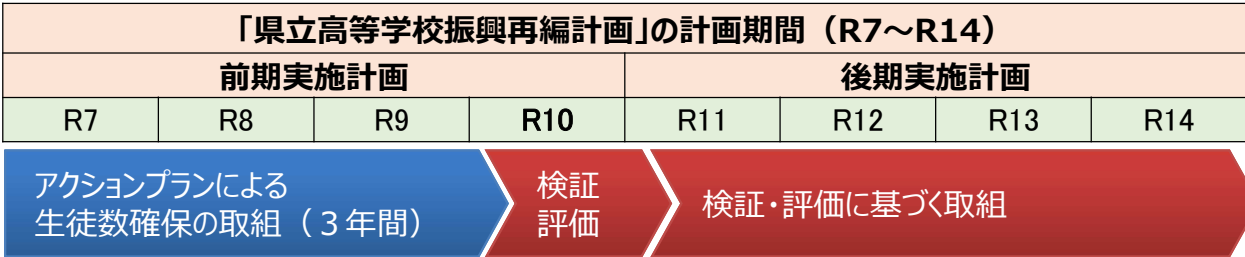 「県立高等学校振興再編計画」の計画期間（R7～R14）
前期実施計画 後期実施計画
R7 R8 R9 R10 R11 R12 R13 R14
アクションプランによる
生徒数確保の取組（３年間）
検証
評価
検証・評価に基づく取組